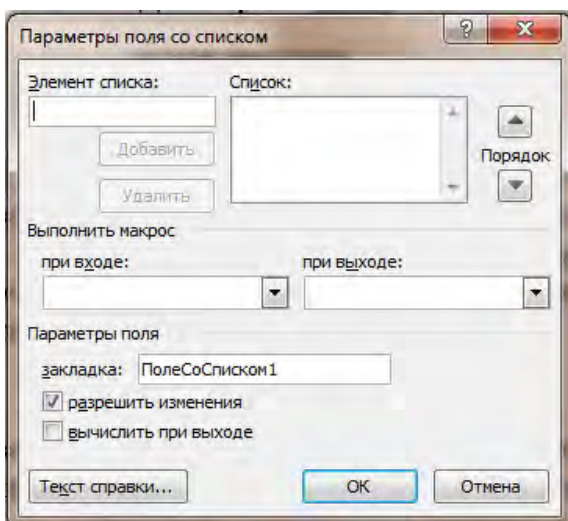 Параметры поля со списком
Элемент списка: Список:
Добавить
Порядок
Удалить
Выполнить макрос
при входе: при выходе:
Параметры поля
закладка: ПолеСоСписком1
разрешить изменения
вычислить при выходе
Текст справки... ОК Отмена